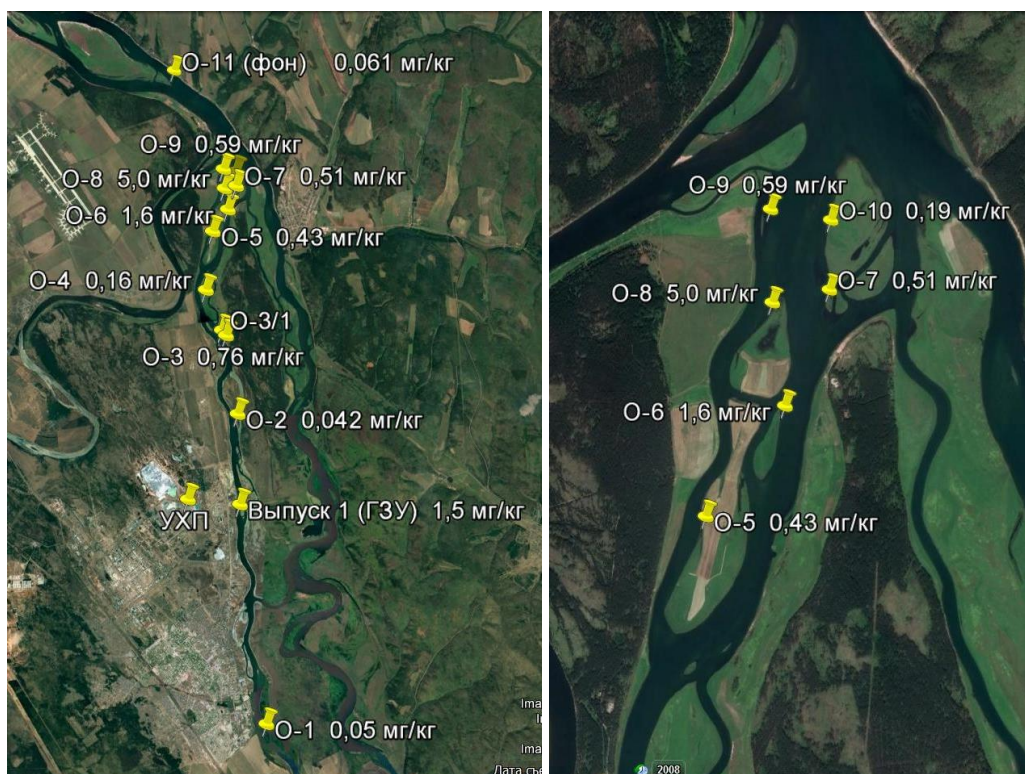 О-11 (фон) 0,061 мг/кг
О-9 0,59 мг/кг
О-8 5,0 мг/кг
О-7 0,51 мг/кг
О-6 1,6 мг/кг
О-5 0,43 мг/кг
О-4 0,16 мг/кг
О-3/1
О-3 0,76 мг/кг
О-2 0,042 мг/кг
УХП
Выпуск 1 (ГЗУ) 1,5 мг/кг
О-1 0,05 мг/кг
Ima
Ima
Дата съе
О-9 0,59 мг/кг
О-10 0,19 мг/кг
О-7 0,51 мг/кг
О-8 5,0 мг/кг
О-6 1,6 мг/кг
О-5 0,43 мг/кг
2008